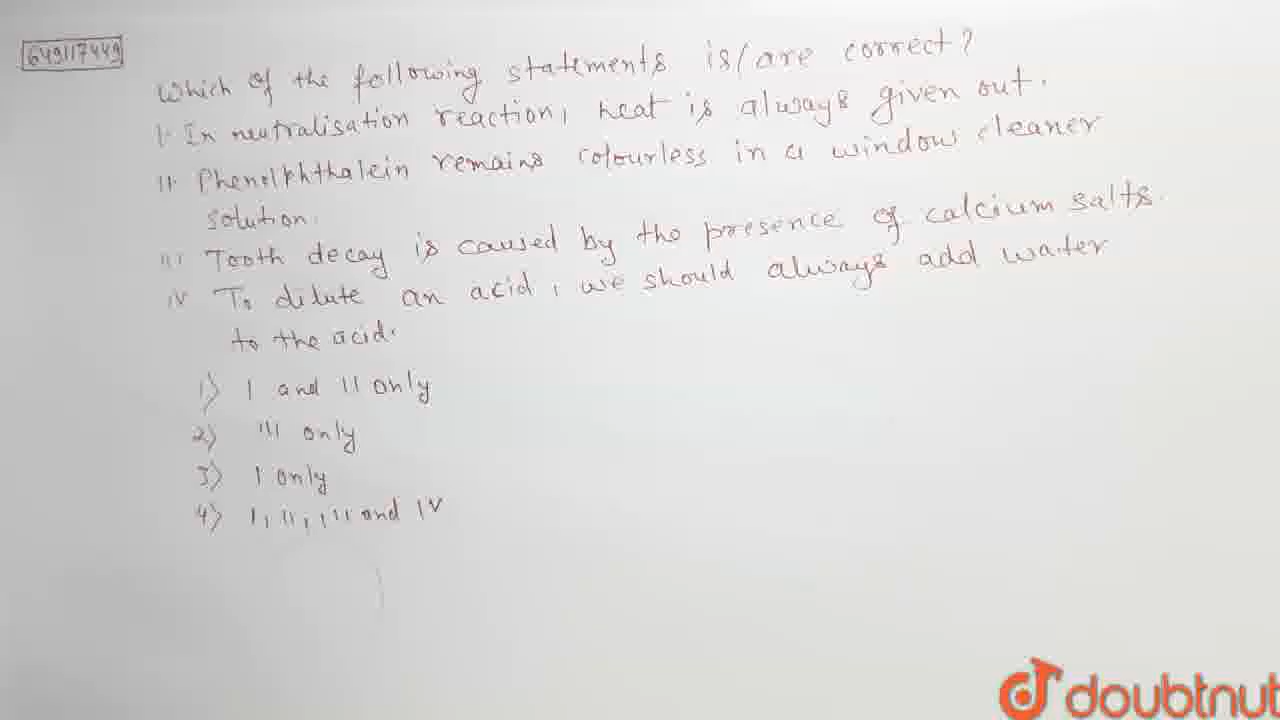 649117449
Which of the following statements is/are correct?
I. In neutralisation reaction, heat is always given out.
II Phenolphthalein remains colourless in a window cleaner
solution.
III Tooth decay is caused by the presence of calcium salts.
IV To dilute an acid, we should always add water
to the acid.
1) I and II only
2) III only
3) I only
4) I, II, III and IV
doubtnut